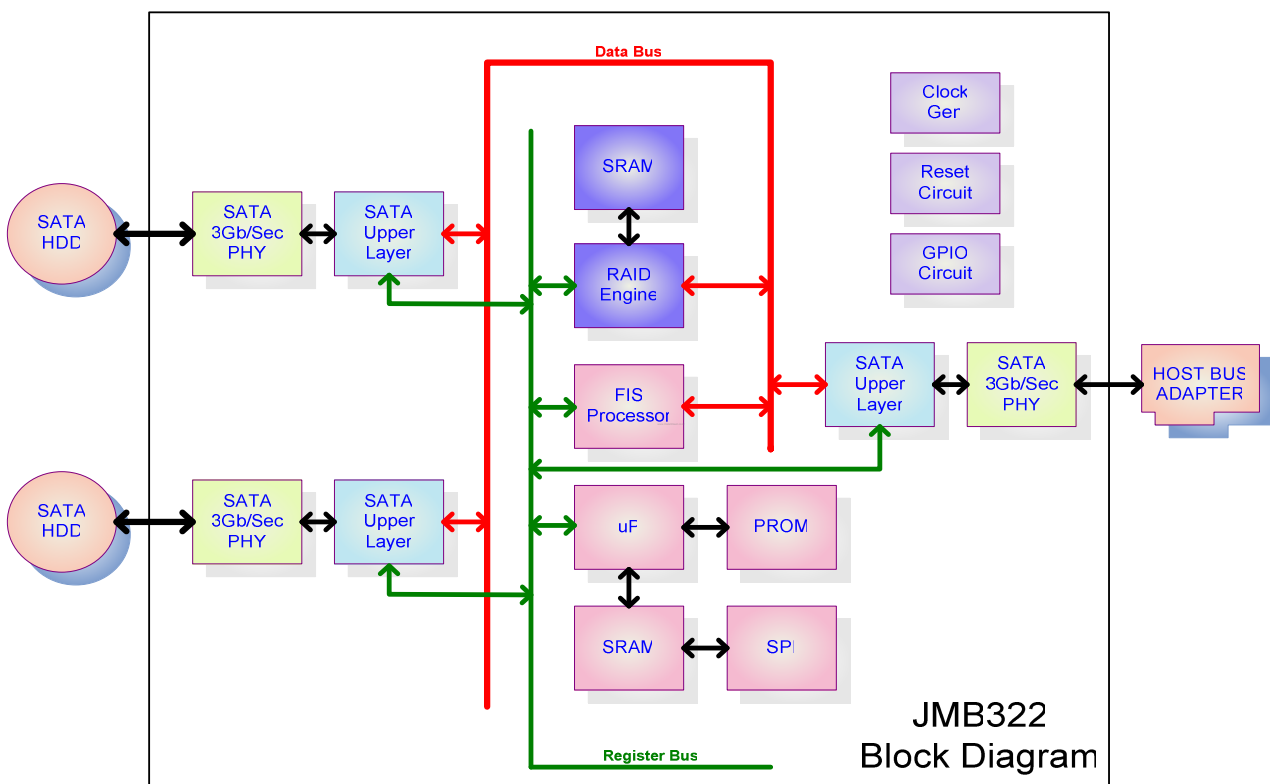 Data Bus
Clock
Ger
SRAM
Reset
Circuit
SATA
HDD
SATA
3Gb/Sec
PHY
SATA
Upper
Layer
RAID
Engine
GPIO
Circuit
FIS
Processor
SATA
Upper
Layer
SATA
3Gb/Sec
PHY
HOST BUS
ADAPTER
SATA
HDD
SATA
3Gb/Sec
PHY
SATA
Upper
Layer
uF
PROM
SRAM
SPI
JMB322
Block Diagram
Register Bus